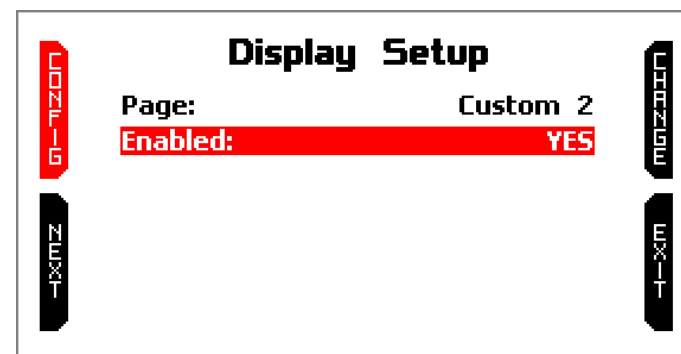 Display Setup
CONFIG
Page: Custom 2
Enabled: YES
CHANGE
NEXT
EXIT